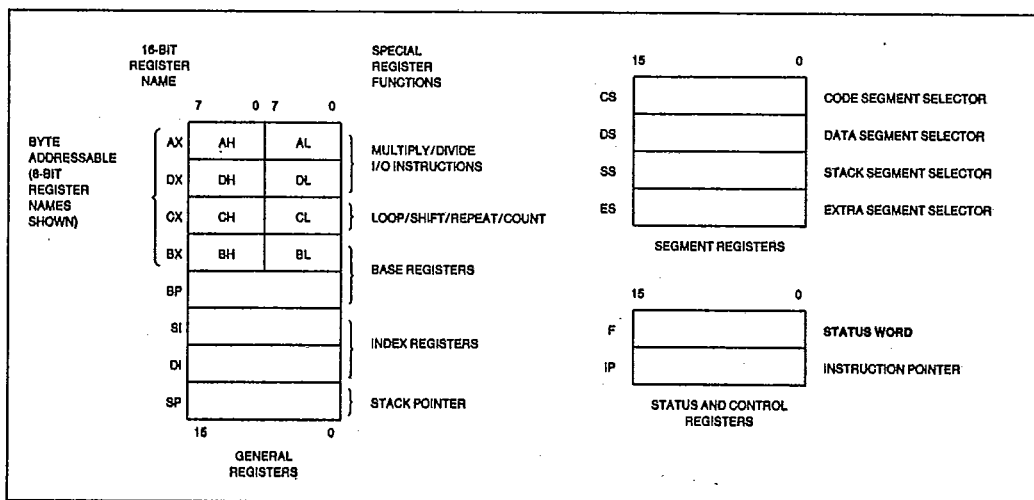 16-BIT
REGISTER
NAME
SPECIAL
REGISTER
FUNCTIONS
7 0 7 0
BYTE
ADDRESSABLE
(8-BIT
REGISTER
NAMES
SHOWN)
AX AH AL
DX DH DL
MULTIPLY/DIVIDE
I/O INSTRUCTIONS
CX CH CL LOOP/SHIFT/REPEAT/COUNT
BX BH BL
BASE REGISTERS
BP
SI
INDEX REGISTERS
DI
SP STACK POINTER
15 0
GENERAL
REGISTERS
15 0
CS CODE SEGMENT SELECTOR
DS DATA SEGMENT SELECTOR
SS STACK SEGMENT SELECTOR
ES EXTRA SEGMENT SELECTOR
SEGMENT REGISTERS
15 0
F STATUS WORD
IP INSTRUCTION POINTER
STATUS AND CONTROL
REGISTERS